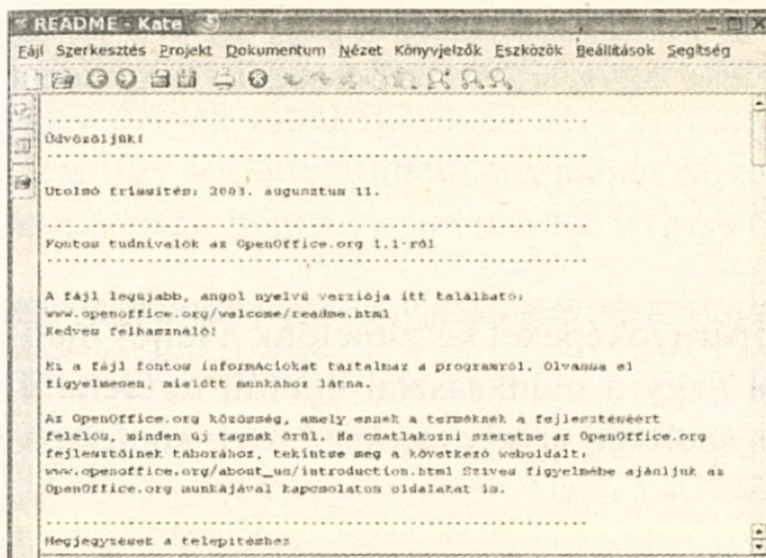 README - Kate
Fájl Szerkesztés Projekt Dokumentum Nézet Könyvjelzők Eszközök Beállítások Segítség
Üdvözöljük!
Utolsó frissítés: 2003. augusztus 11.
Fontos tudnivalók az OpenOffice.org 1.1-ről
A fájl legújabb, angol nyelvű verziója itt található:
www.openoffice.org/welcome/readme.html
Kedves felhasználó!
Ez a fájl fontos információkat tartalmaz a programról. Olvassa el
figyelmesen, mielőtt munkához látna.
Az OpenOffice.org közösség, amely ennek a terméknek a fejlesztéséért
felelős, minden új tagnak örül. Ha csatlakozni szeretne az OpenOffice.org
fejlesztőinek táborához, tekintse meg a következő weboldalt:
www.openoffice.org/about_us/introduction.html Szíves figyelmébe ajánljuk az
OpenOffice.org munkájával kapcsolatos oldalakat is.
Megjegyzések a telepítéshez